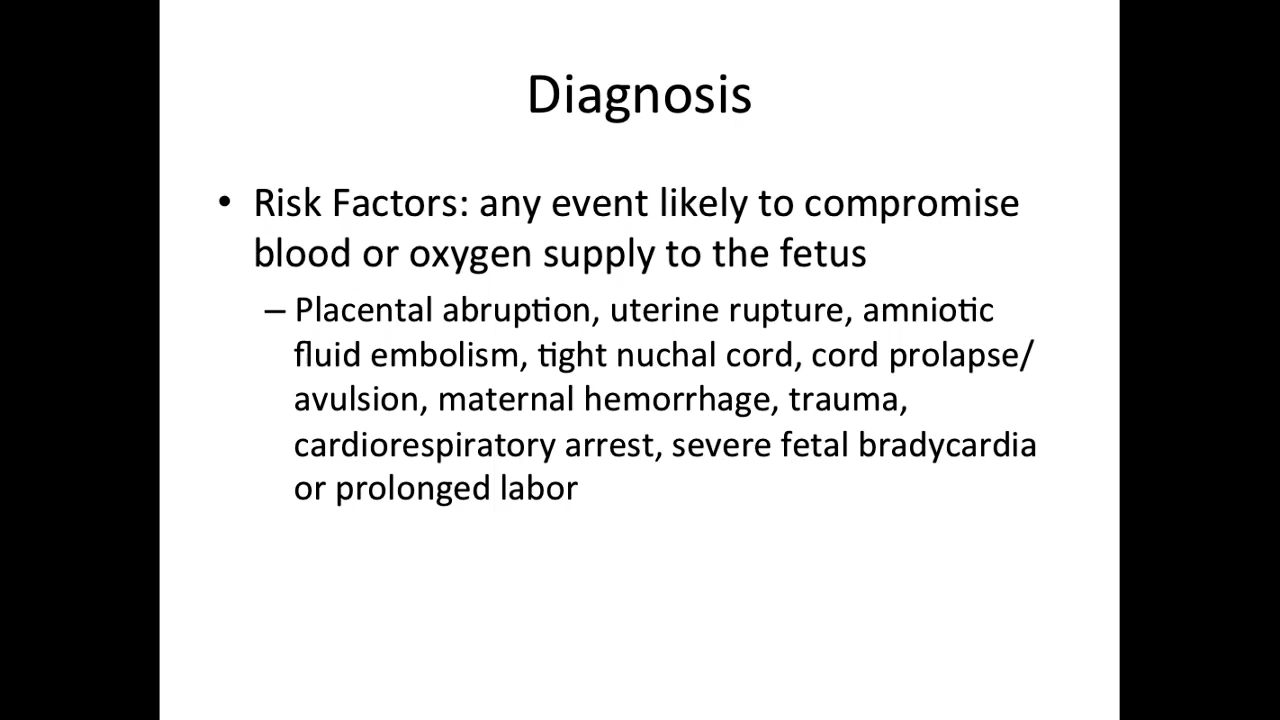 Diagnosis
• Risk Factors: any event likely to compromise
blood or oxygen supply to the fetus
– Placental abruption, uterine rupture, amniotic
fluid embolism, tight nuchal cord, cord prolapse/
avulsion, maternal hemorrhage, trauma,
cardiorespiratory arrest, severe fetal bradycardia
or prolonged labor